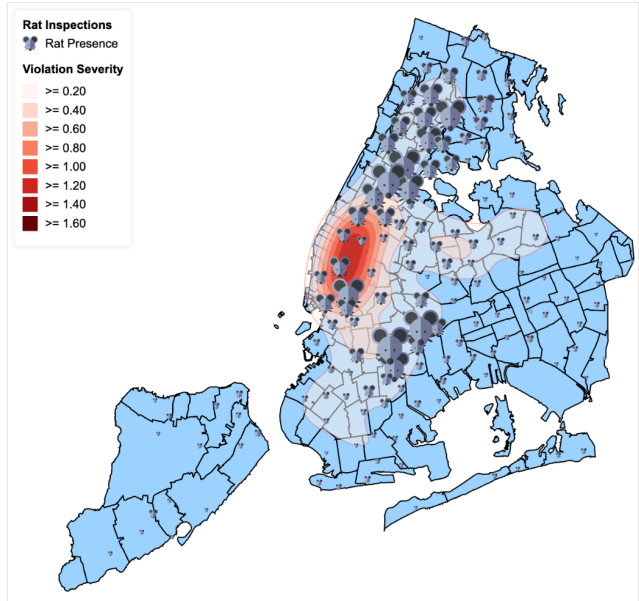 Rat Inspections
Rat Presence
Violation Severity
>= 0.20
>= 0.40
>= 0.60
>= 0.80
>= 1.00
>= 1.20
>= 1.40
>= 1.60